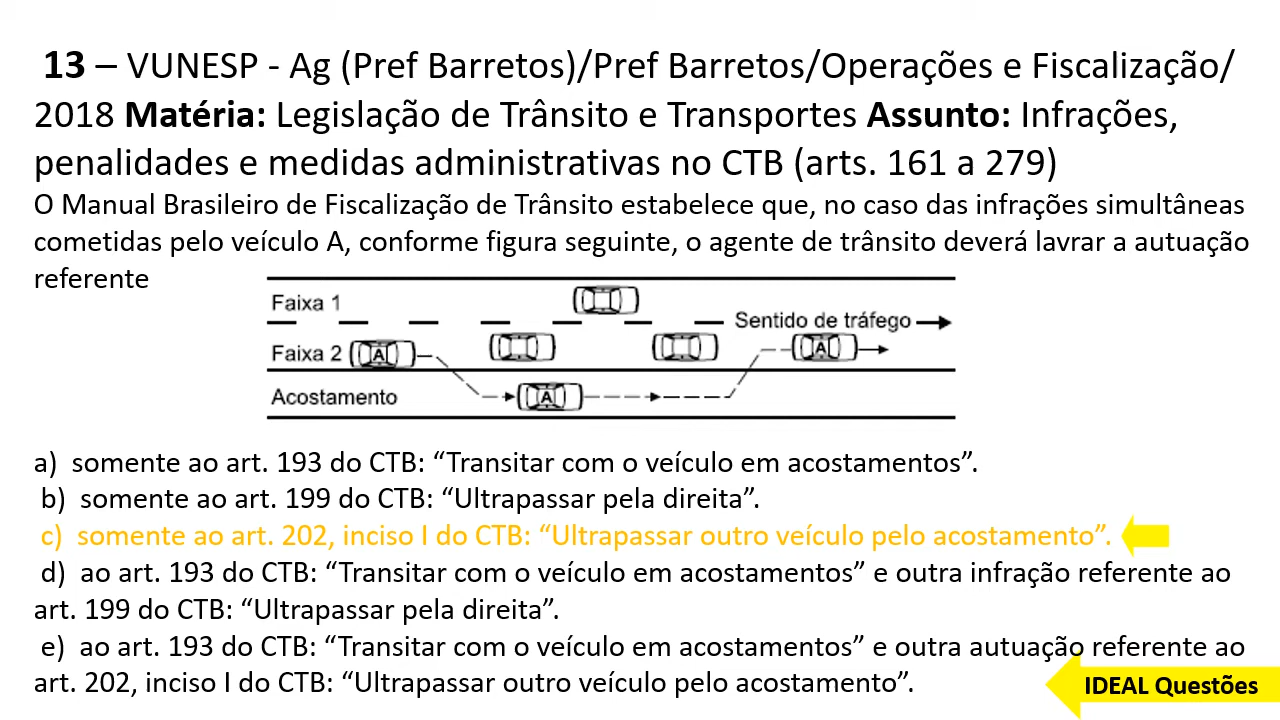 13 – VUNESP - Ag (Pref Barretos)/Pref Barretos/Operações e Fiscalização/
2018 Matéria: Legislação de Trânsito e Transportes Assunto: Infrações,
penalidades e medidas administrativas no CTB (arts. 161 a 279)
O Manual Brasileiro de Fiscalização de Trânsito estabelece que, no caso das infrações simultâneas
cometidas pelo veículo A, conforme figura seguinte, o agente de trânsito deverá lavrar a autuação
referente
Faixa 1
Sentido de tráfego
Faixa 2
A
A
Acostamento
A
a) somente ao art. 193 do CTB: “Transitar com o veículo em acostamentos”.
b) somente ao art. 199 do CTB: “Ultrapassar pela direita”.
c) somente ao art. 202, inciso I do CTB: “Ultrapassar outro veículo pelo acostamento”.
d) ao art. 193 do CTB: “Transitar com o veículo em acostamentos” e outra infração referente ao
art. 199 do CTB: “Ultrapassar pela direita”.
e) ao art. 193 do CTB: “Transitar com o veículo em acostamentos” e outra autuação referente ao
art. 202, inciso I do CTB: “Ultrapassar outro veículo pelo acostamento”.
IDEAL Questões